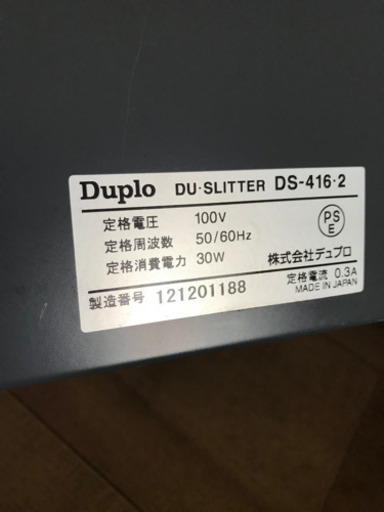 Duplo DU·SLITTER DS-416·2
定格電圧 100V
定格周波数 50/60Hz
定格消費電力 30W
PS
E
株式会社デュプロ
定格電流 0.3A
製造番号 121201188
MADE IN JAPAN